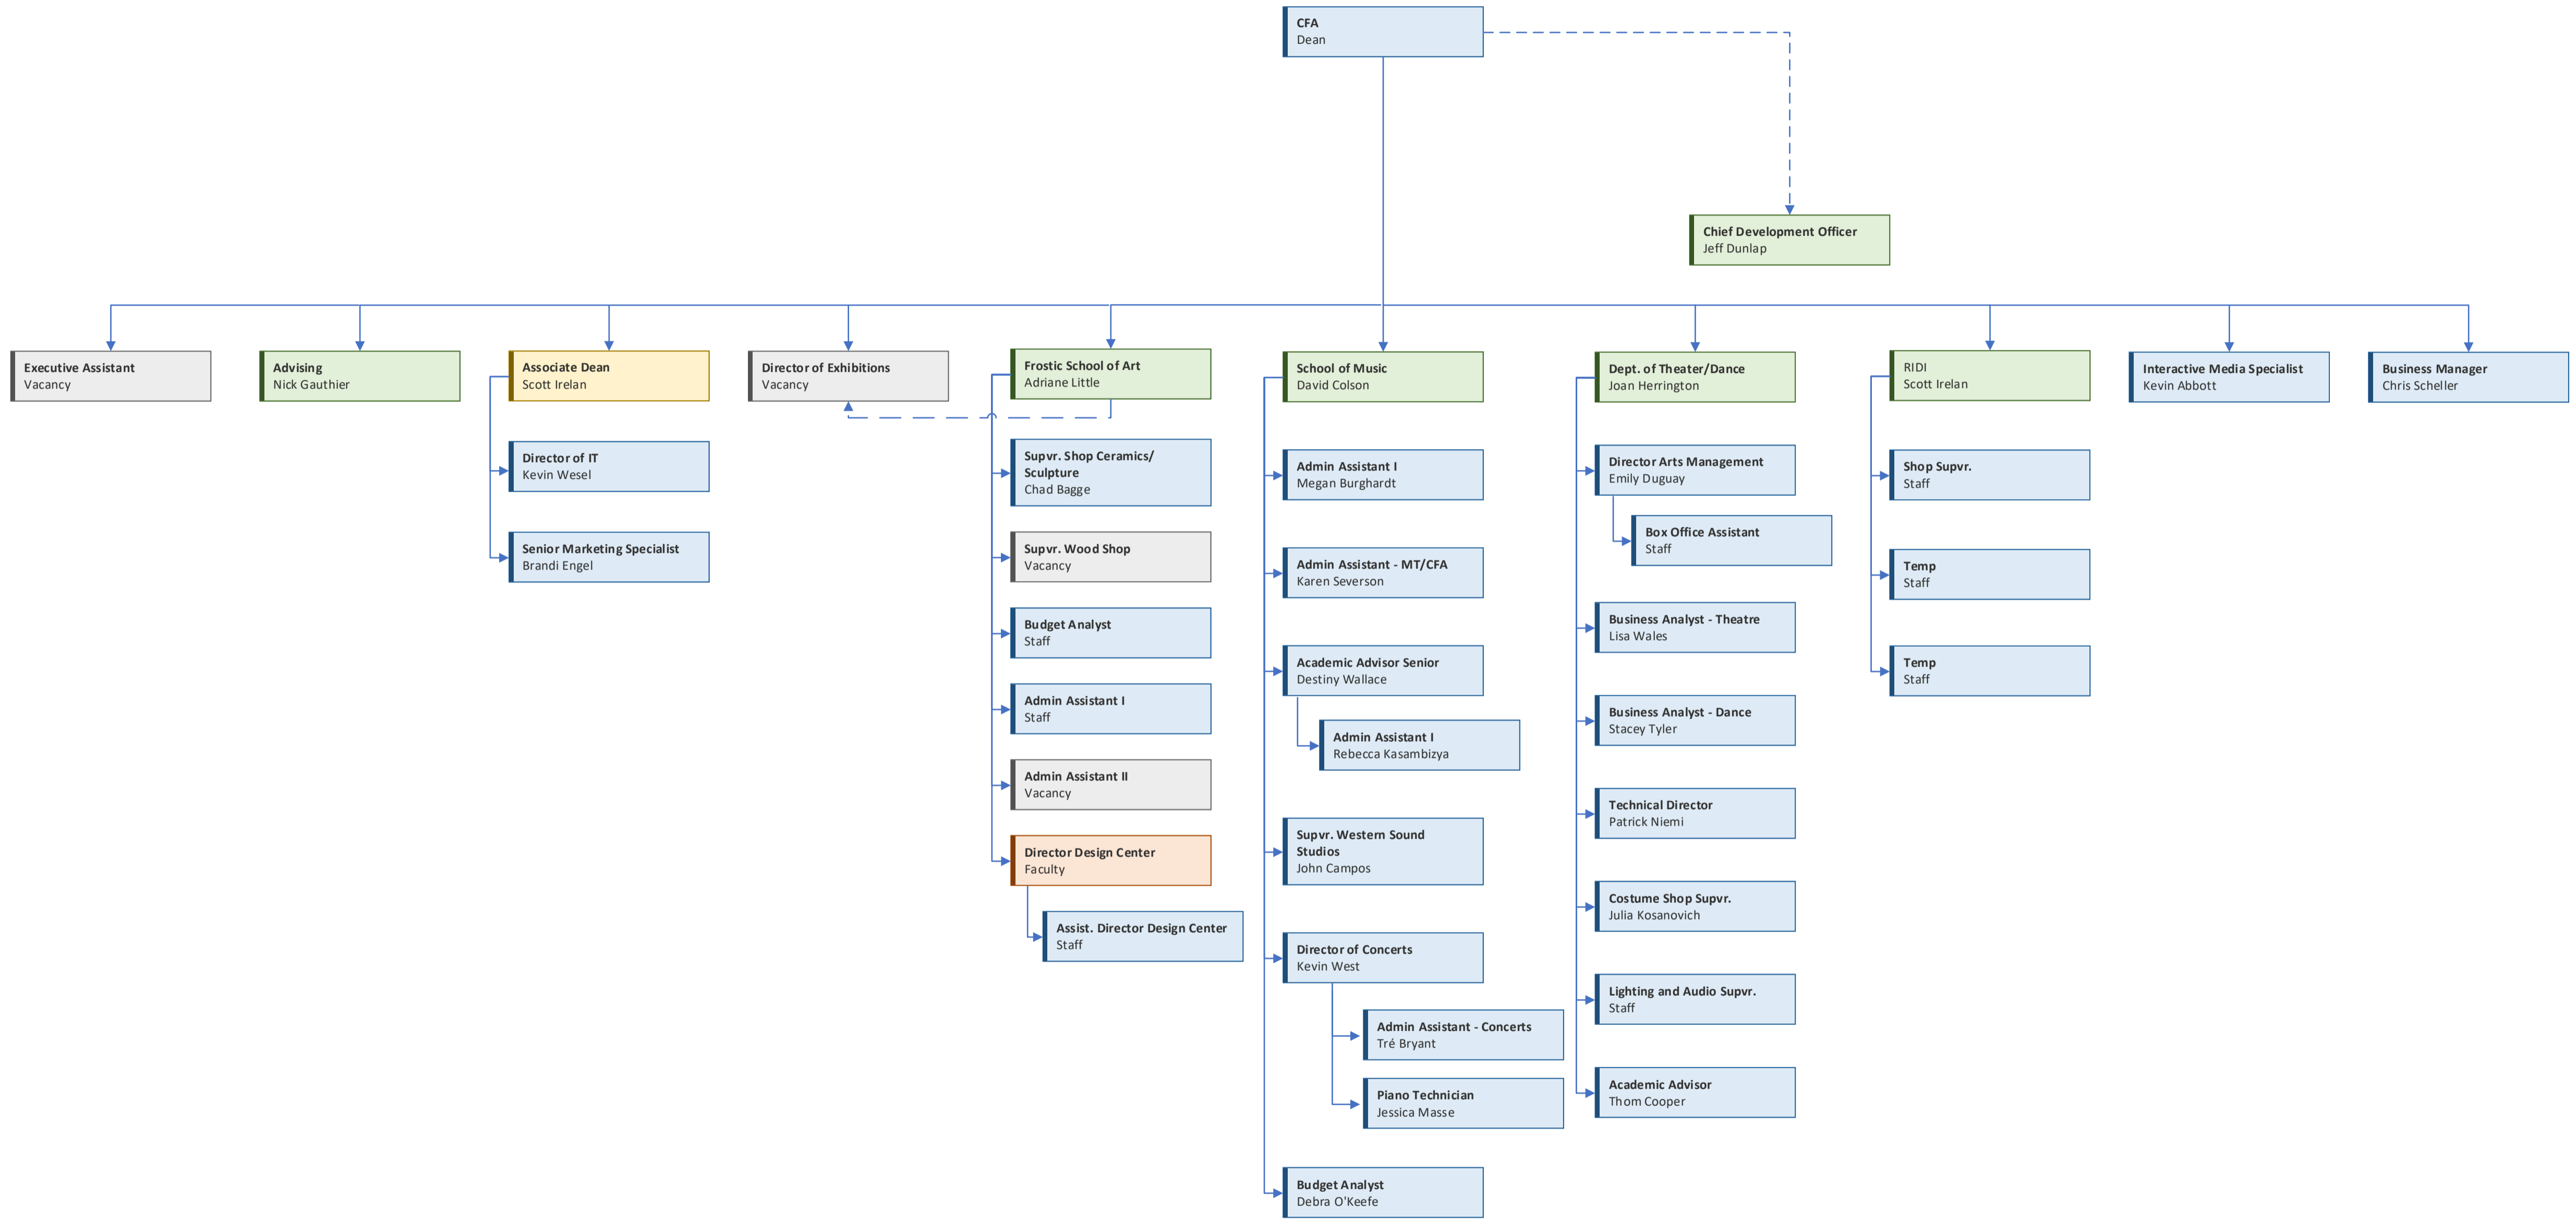 CFA
Dean
Chief Development Officer
Jeff Dunlap
Executive Assistant
Vacancy
Advising
Nick Gauthier
Associate Dean
Scott Irelan
Director of IT
Kevin Wesel
Senior Marketing Specialist
Brandi Engel
Director of Exhibitions
Vacancy
Frostic School of Art
Adriane Little
Supvr. Shop Ceramics/
Sculpture
Chad Bagge
Supvr. Wood Shop
Vacancy
Budget Analyst
Staff
Admin Assistant I
Staff
Admin Assistant II
Vacancy
Director Design Center
Faculty
Assist. Director Design Center
Staff
School of Music
David Colson
Admin Assistant I
Megan Burghardt
Admin Assistant - MT/CFA
Karen Severson
Academic Advisor Senior
Destiny Wallace
Admin Assistant I
Rebecca Kasambizya
Supvr. Western Sound
Studios
John Campos
Director of Concerts
Kevin West
Admin Assistant - Concerts
Tré Bryant
Piano Technician
Jessica Masse
Budget Analyst
Debra O'Keefe
Dept. of Theater/Dance
Joan Herrington
Director Arts Management
Emily Duguay
Box Office Assistant
Staff
Business Analyst - Theatre
Lisa Wales
Business Analyst - Dance
Stacey Tyler
Technical Director
Patrick Niemi
Costume Shop Supvr.
Julia Kosanovich
Lighting and Audio Supvr.
Staff
Academic Advisor
Thom Cooper
RIDI
Scott Irelan
Shop Supvr.
Staff
Temp
Staff
Temp
Staff
Interactive Media Specialist
Kevin Abbott
Business Manager
Chris Scheller